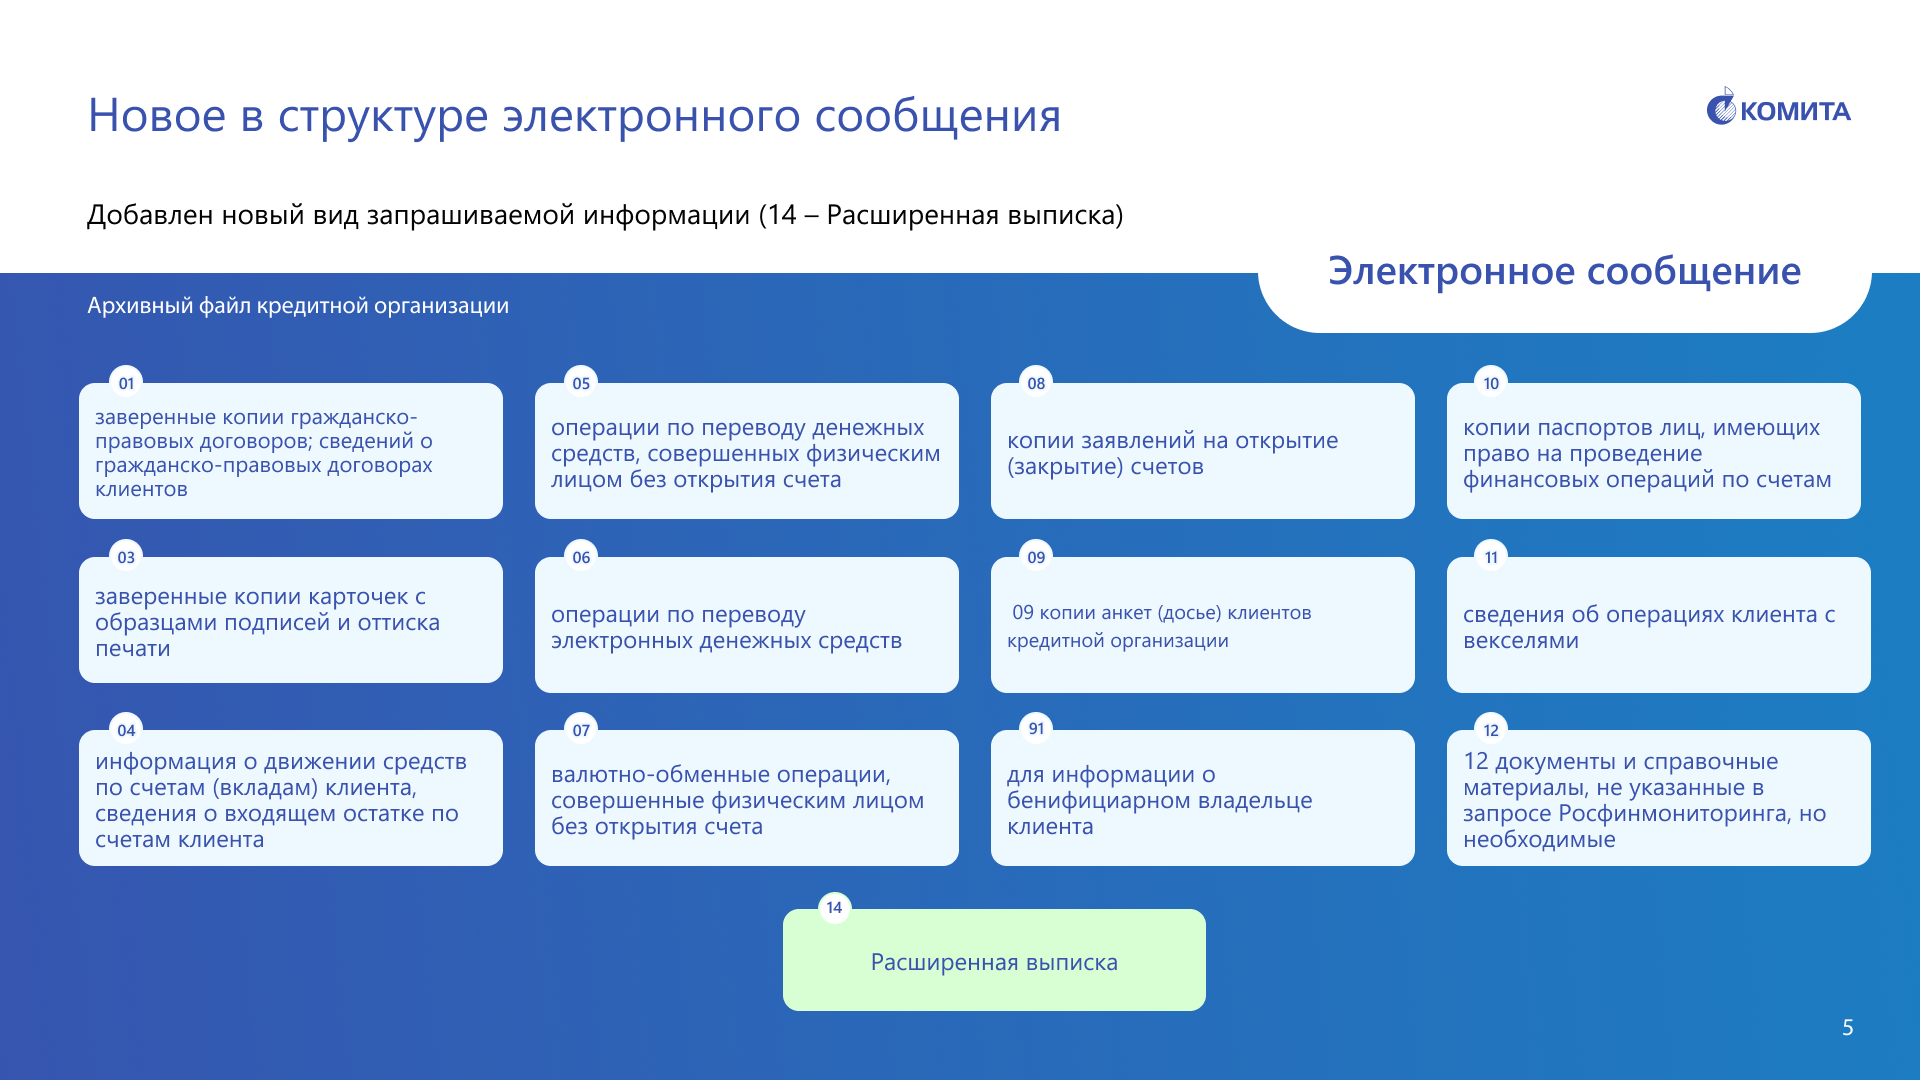 Новое в структуре электронного сообщения
КОМИТА
Добавлен новый вид запрашиваемой информации (14 – Расширенная выписка)
Электронное сообщение
Архивный файл кредитной организации
01
заверенные копии гражданско-
правовых договоров; сведений о
гражданско-правовых договорах
клиентов
05
операции по переводу денежных
средств, совершенных физическим
лицом без открытия счета
08
копии заявлений на открытие
(закрытие) счетов
10
копии паспортов лиц, имеющих
право на проведение
финансовых операций по счетам
03
заверенные копии карточек с
образцами подписей и оттиска
печати
06
операции по переводу
электронных денежных средств
09
09 копии анкет (досье) клиентов
кредитной организации
11
сведения об операциях клиента с
векселями
04
информация о движении средств
по счетам (вкладам) клиента,
сведения о входящем остатке по
счетам клиента
07
валютно-обменные операции,
совершенные физическим лицом
без открытия счета
91
для информации о
бенифициарном владельце
клиента
12
12 документы и справочные
материалы, не указанные в
запросе Росфинмониторинга, но
необходимые
14
Расширенная выписка
5